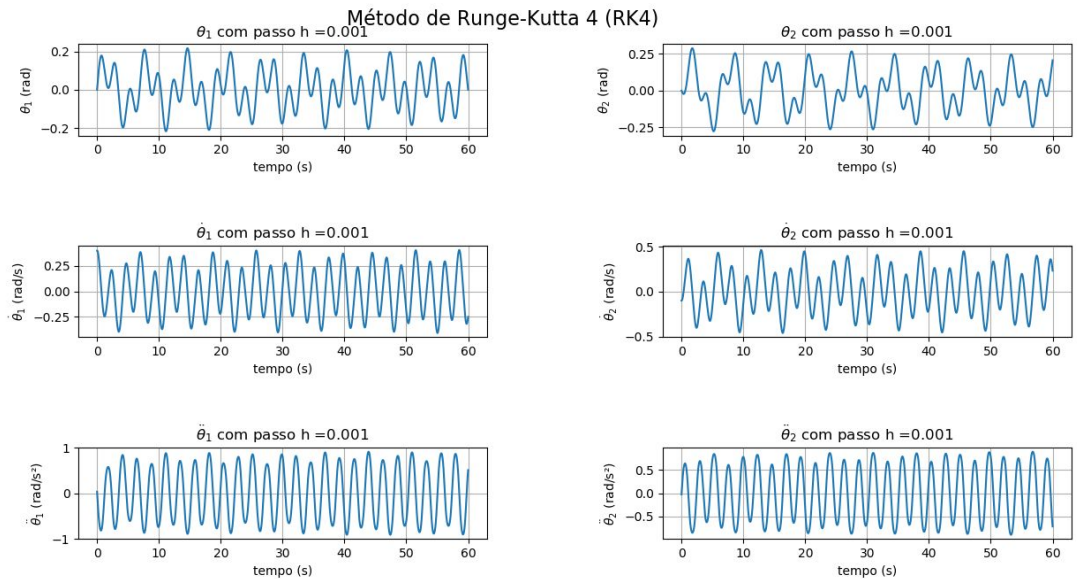 Método de Runge-Kutta 4 (RK4)
θ₁ com passo h =0.001
θ₁ (rad)
0.2
0.0
−0.2
0 10 20 30 40 50 60
tempo (s)
θ₂ com passo h =0.001
θ₂ (rad)
0.25
0.00
−0.25
0 10 20 30 40 50 60
tempo (s)
θ̇₁ com passo h =0.001
θ̇₁ (rad/s)
0.25
0.00
−0.25
0 10 20 30 40 50 60
tempo (s)
θ̇₂ com passo h =0.001
θ̇₂ (rad/s)
0.5
0.0
−0.5
0 10 20 30 40 50 60
tempo (s)
θ̈₁ com passo h =0.001
θ̈₁ (rad/s²)
1
0
−1
0 10 20 30 40 50 60
tempo (s)
θ̈₂ com passo h =0.001
θ̈₂ (rad/s²)
0.5
0.0
−0.5
0 10 20 30 40 50 60
tempo (s)